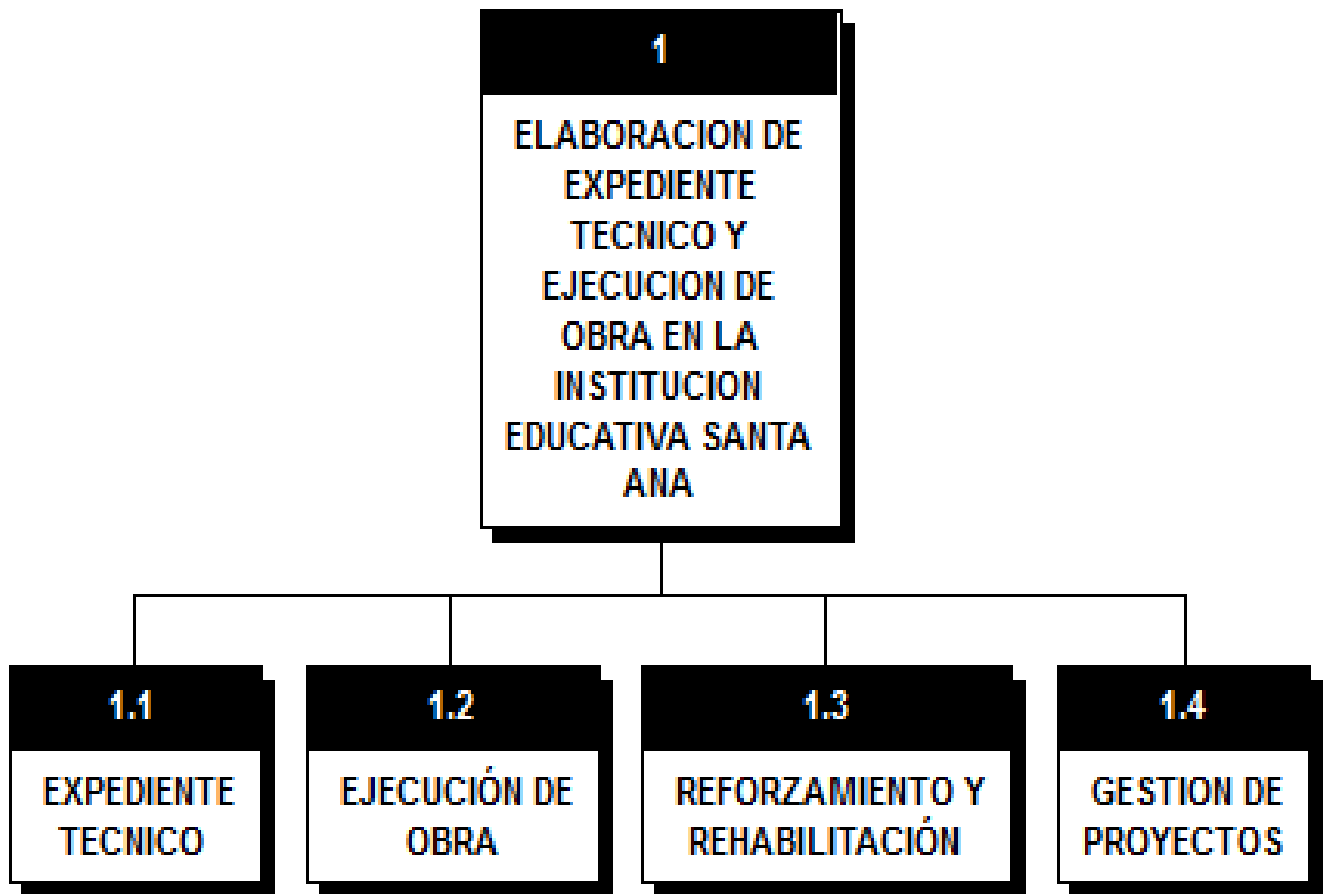 1
ELABORACION DE
EXPEDIENTE
TECNICO Y
EJECUCION DE
OBRA EN LA
INSTITUCION
EDUCATIVA SANTA
ANA
1.1
EXPEDIENTE
TECNICO
1.2
EJECUCIÓN DE
OBRA
1.3
REFORZAMIENTO Y
REHABILITACIÓN
1.4
GESTION DE
PROYECTOS